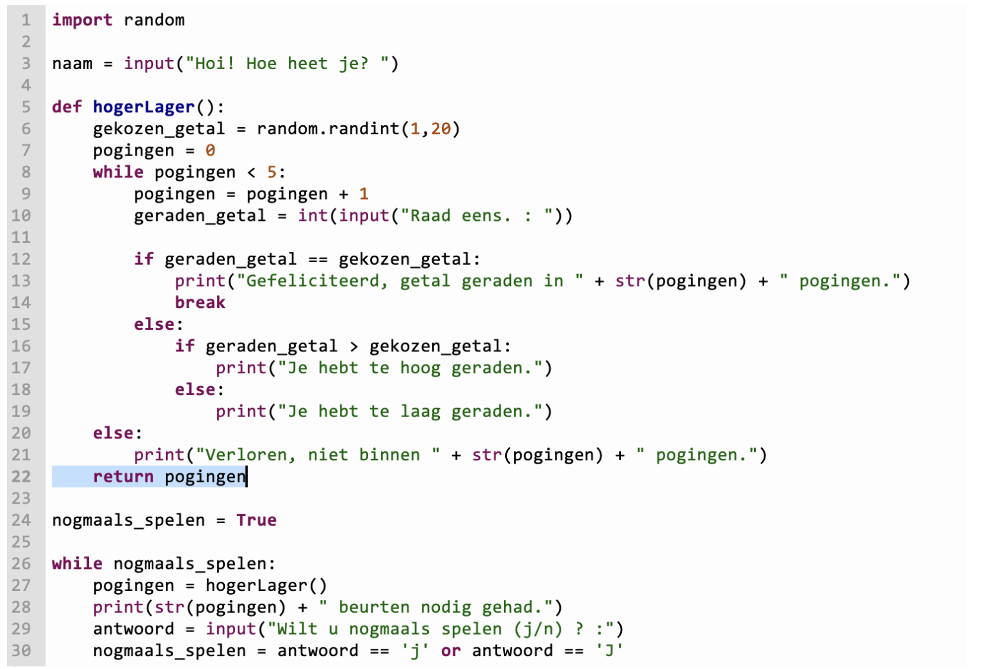 1 import random
2
3 naam = input("Hoi! Hoe heet je? ")
4
5 def hogerLager():
6     gekozen_getal = random.randint(1,20)
7     pogingen = 0
8     while pogingen < 5:
9         pogingen = pogingen + 1
10         geraden_getal = int(input("Raad eens. : "))
11
12         if geraden_getal == gekozen_getal:
13             print("Gefeliciteerd, getal geraden in " + str(pogingen) + " pogingen.")
14             break
15         else:
16             if geraden_getal > gekozen_getal:
17                 print("Je hebt te hoog geraden.")
18             else:
19                 print("Je hebt te laag geraden.")
20     else:
21         print("Verloren, niet binnen " + str(pogingen) + " pogingen.")
22     return pogingen
23
24 nogmaals_spelen = True
25
26 while nogmaals_spelen:
27     pogingen = hogerLager()
28     print(str(pogingen) + " beurten nodig gehad.")
29     antwoord = input("Wilt u nogmaals spelen (j/n) ? :")
30     nogmaals_spelen = antwoord == 'j' or antwoord == 'J'